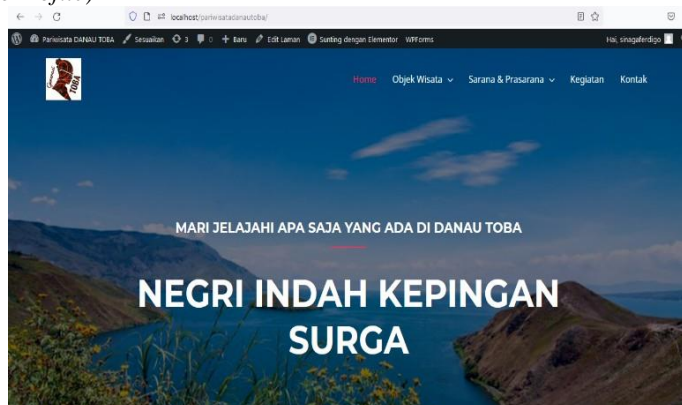 localhost/pariwisatadanautoba/
Pariwisata DANAU TOBA Sesuaikan 3 0 Baru Edit Laman Sunting dengan Elementor WPForms Hai, sinagaferdigo
TOBA
Home Objek Wisata Sarana & Prasarana Kegiatan Kontak
MARI JELAJAHI APA SAJA YANG ADA DI DANAU TOBA
NEGRI INDAH KEPINGAN
SURGA